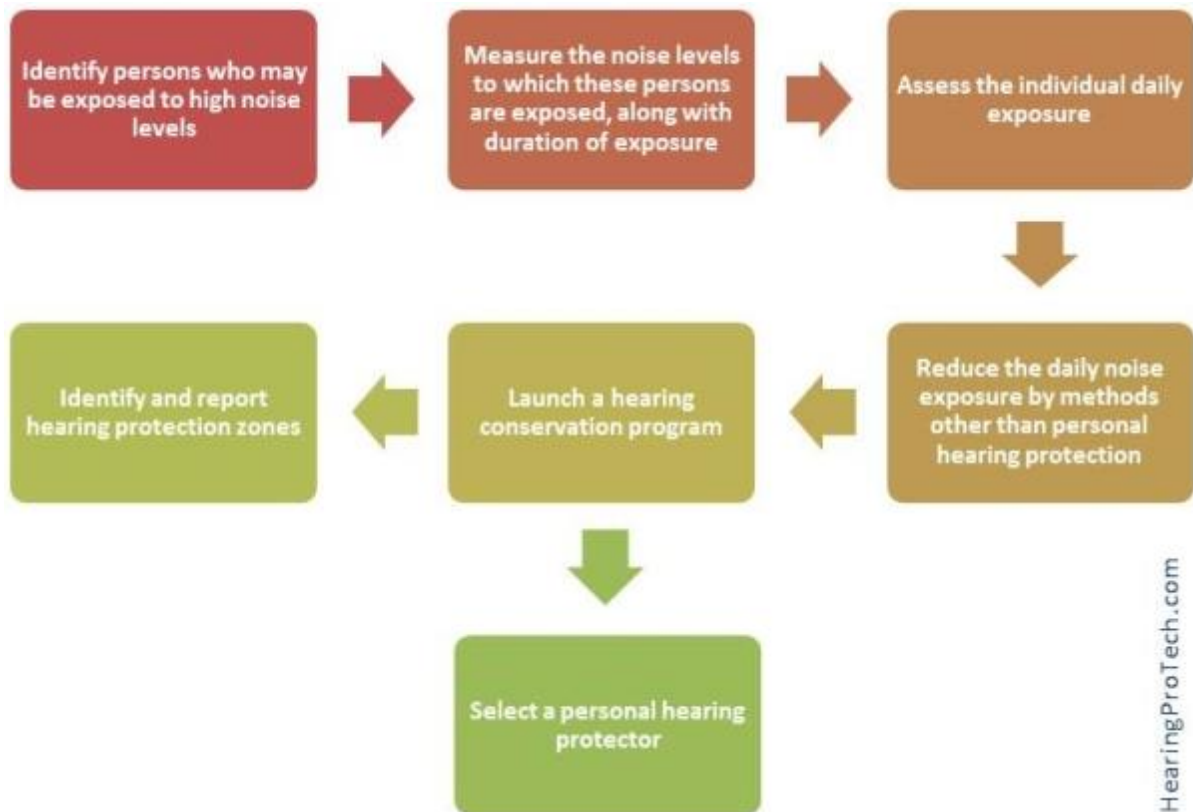 Identify persons who may
be exposed to high noise
levels
Measure the noise levels
to which these persons
are exposed, along with
duration of exposure
Assess the individual daily
exposure
Reduce the daily noise
exposure by methods
other than personal
hearing protection
Launch a hearing
conservation program
Identify and report
hearing protection zones
Select a personal hearing
protector
HearingProTech.com